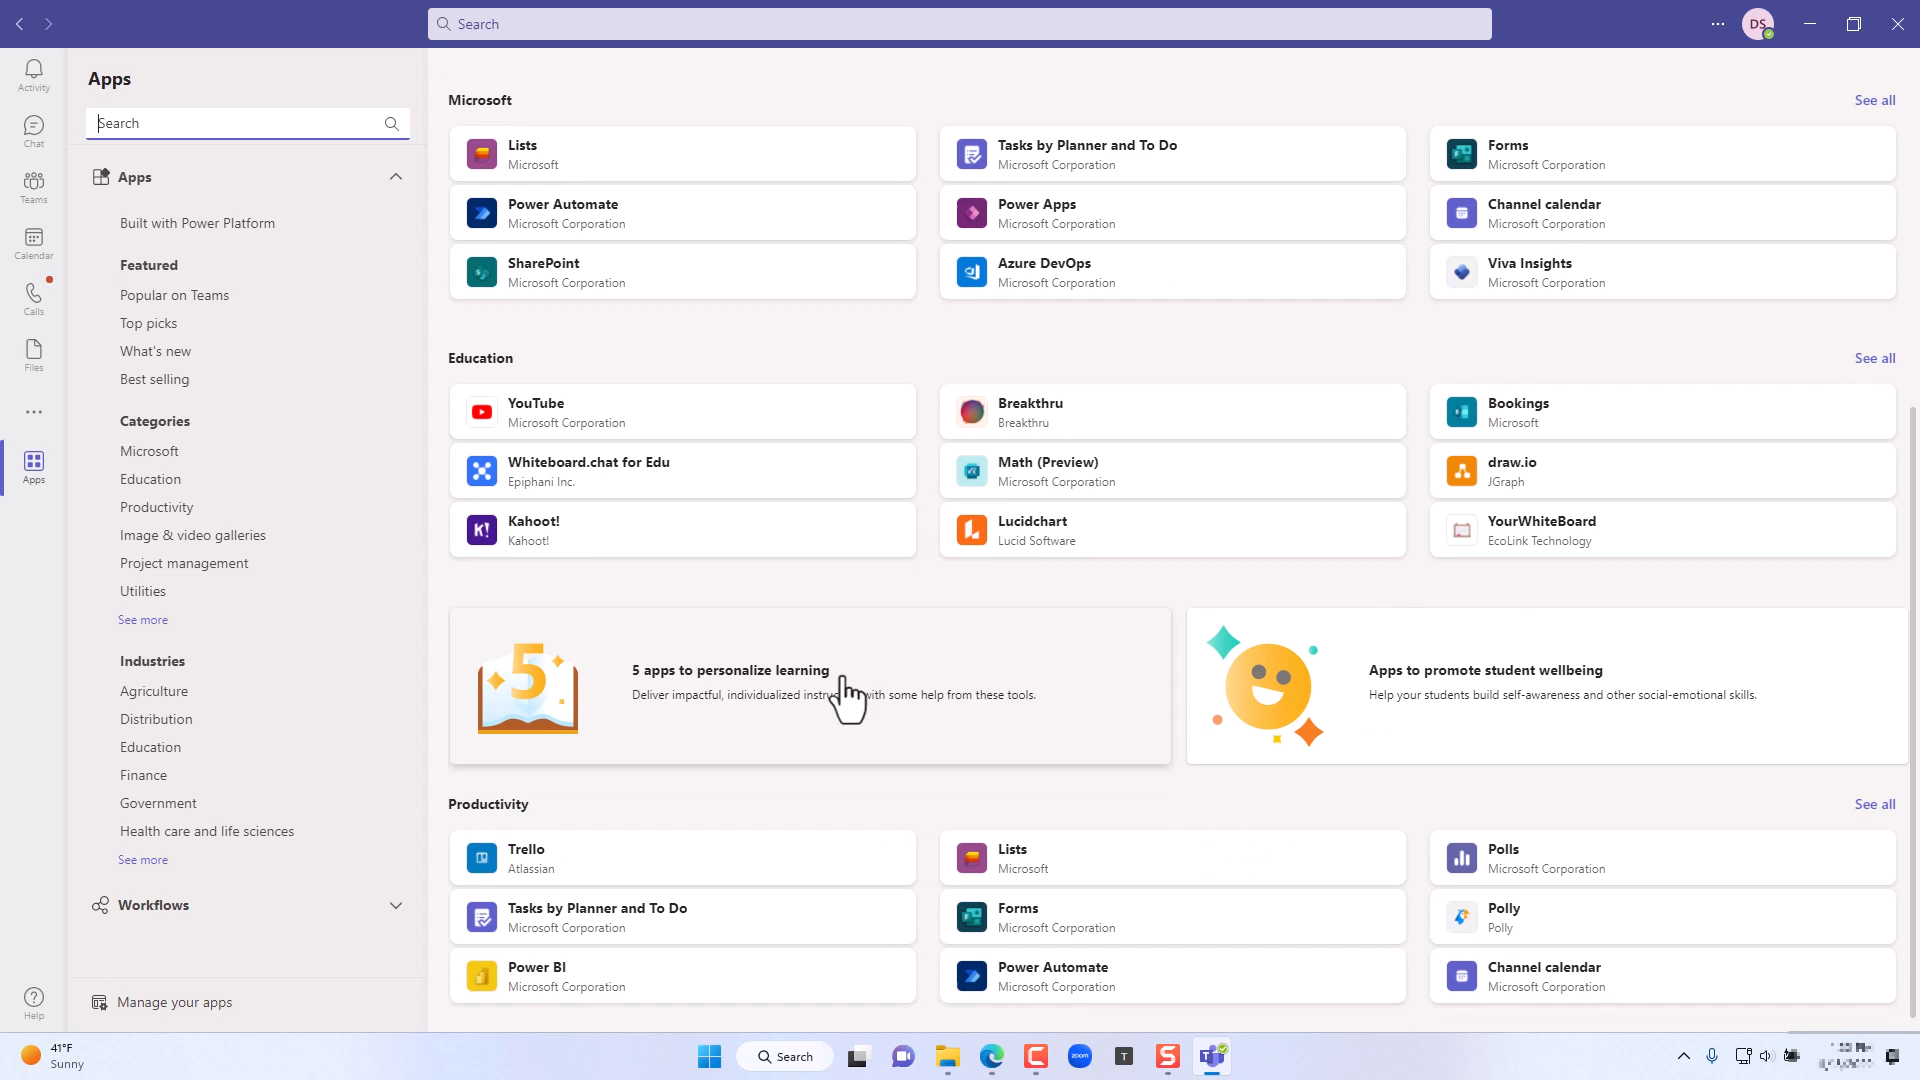 Search
DS
Activity
Chat
Teams
Calendar
Calls
Files
Apps
Help
Apps
Search
Apps
Built with Power Platform
Featured
Popular on Teams
Top picks
What's new
Best selling
Categories
Microsoft
Education
Productivity
Image & video galleries
Project management
Utilities
See more
Industries
Agriculture
Distribution
Education
Finance
Government
Health care and life sciences
See more
Workflows
Manage your apps
Microsoft
See all
Lists
Microsoft
Tasks by Planner and To Do
Microsoft Corporation
Forms
Microsoft Corporation
Power Automate
Microsoft Corporation
Power Apps
Microsoft Corporation
Channel calendar
Microsoft Corporation
SharePoint
Microsoft Corporation
Azure DevOps
Microsoft Corporation
Viva Insights
Microsoft Corporation
Education
See all
YouTube
Microsoft Corporation
Breakthru
Breakthru
Bookings
Microsoft
Whiteboard.chat for Edu
Epiphani Inc.
Math (Preview)
Microsoft Corporation
draw.io
JGraph
K!
Kahoot!
Kahoot!
Lucidchart
Lucid Software
YourWhiteBoard
EcoLink Technology
5
5 apps to personalize learning
Deliver impactful, individualized with some help from these tools.
Apps to promote student wellbeing
Help your students build self-awareness and other social-emotional skills.
Productivity
See all
Trello
Atlassian
Lists
Microsoft
Polls
Microsoft Corporation
Tasks by Planner and To Do
Microsoft Corporation
Forms
Microsoft Corporation
Polly
Polly
Power BI
Microsoft Corporation
Power Automate
Microsoft Corporation
Channel calendar
Microsoft Corporation
41°F
Sunny
Search
zoom
T
S